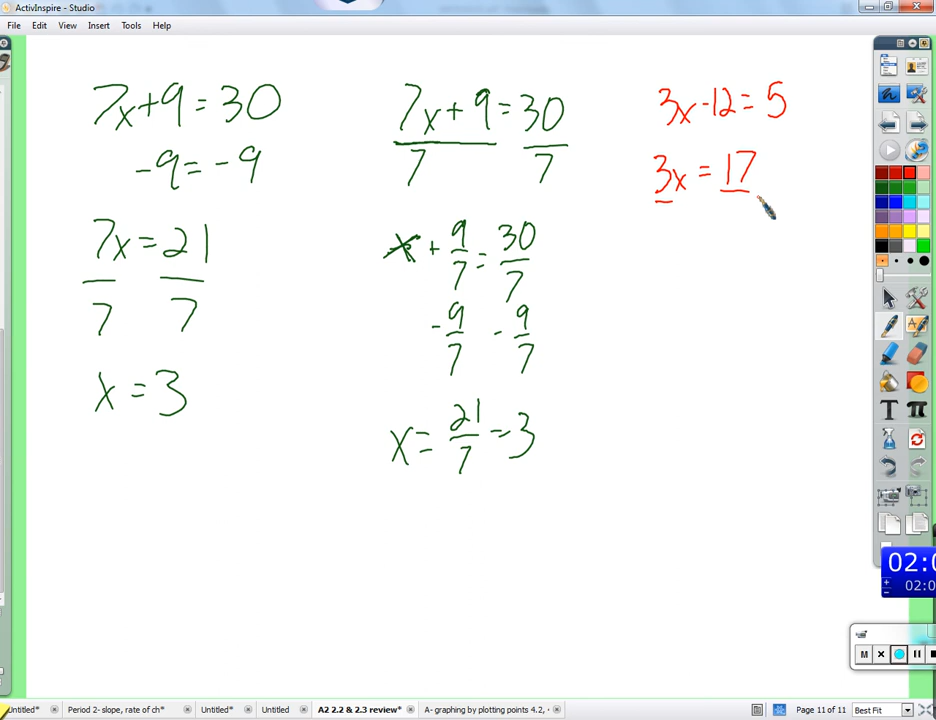 ActivInspire - Studio
File Edit View Insert Tools Help
7x+9=30
-9=-9
7x=21
7 7
x=3
7x+9=30
7 7
x + 9/7 = 30/7
-9/7 -9/7
x= 21/7 =3
3x-12=5
3x=17
T π
02:0
02:0
M
Untitled* Period 2- slope, rate of ch* Untitled* Untitled A2 2.2 & 2.3 review* A- graphing by plotting points 4.2, Page 11 of 11 Best Fit